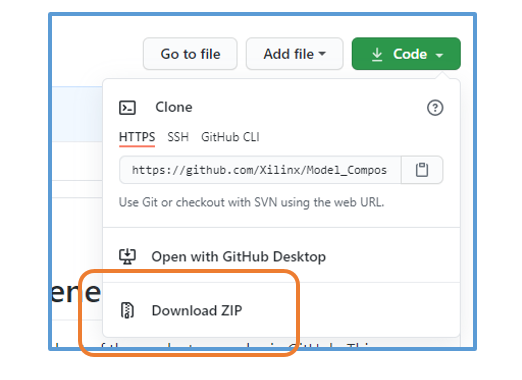 Go to file Add file Code
Clone
HTTPS SSH GitHub CLI
https://github.com/Xilinx/Model_Compos
Use Git or checkout with SVN using the web URL.
Open with GitHub Desktop
ene
Download ZIP